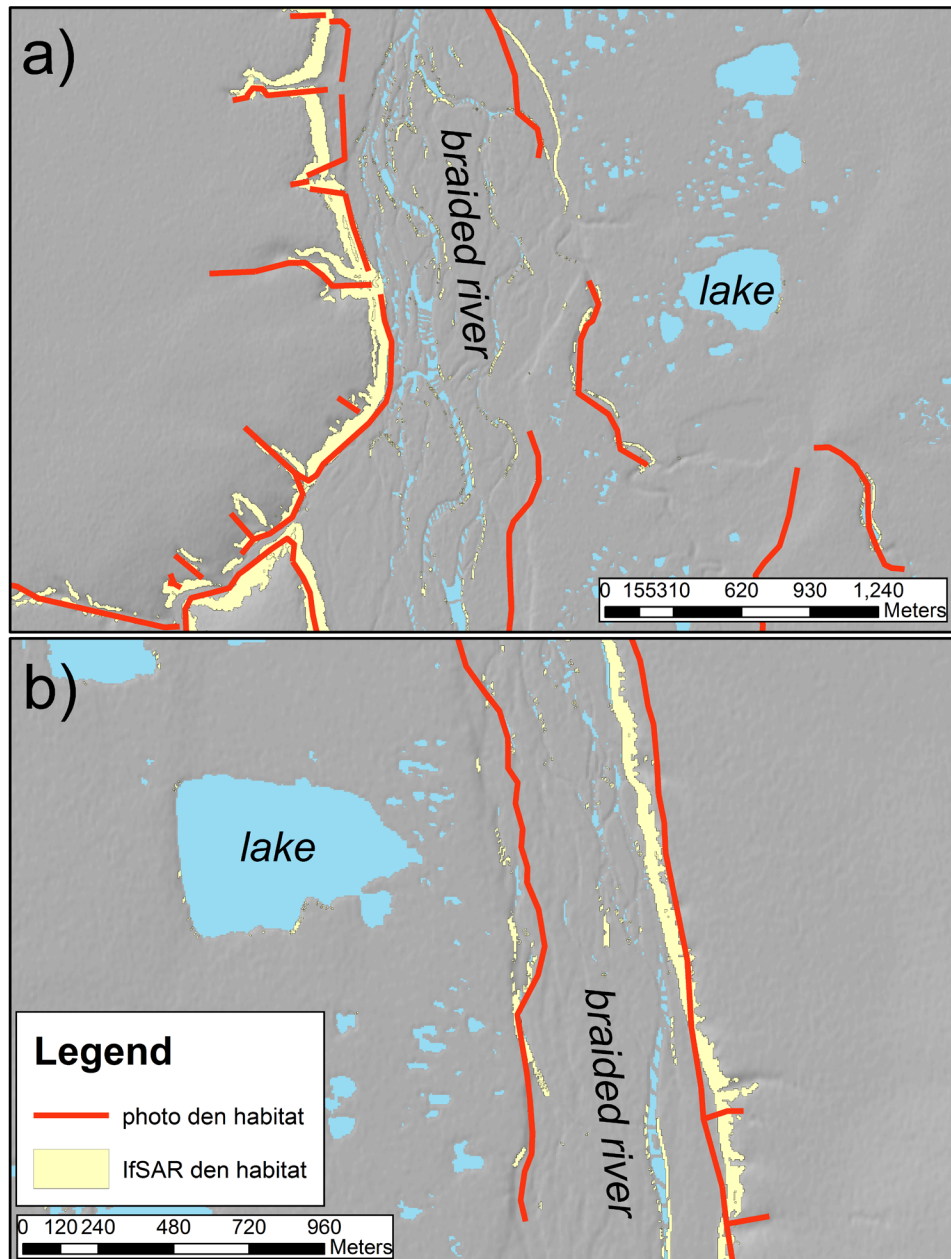 a)
braided river
lake
0 155310 620 930 1,240
Meters
b)
lake
braided river
Legend
photo den habitat
IfSAR den habitat
0 120 240 480 720 960
Meters